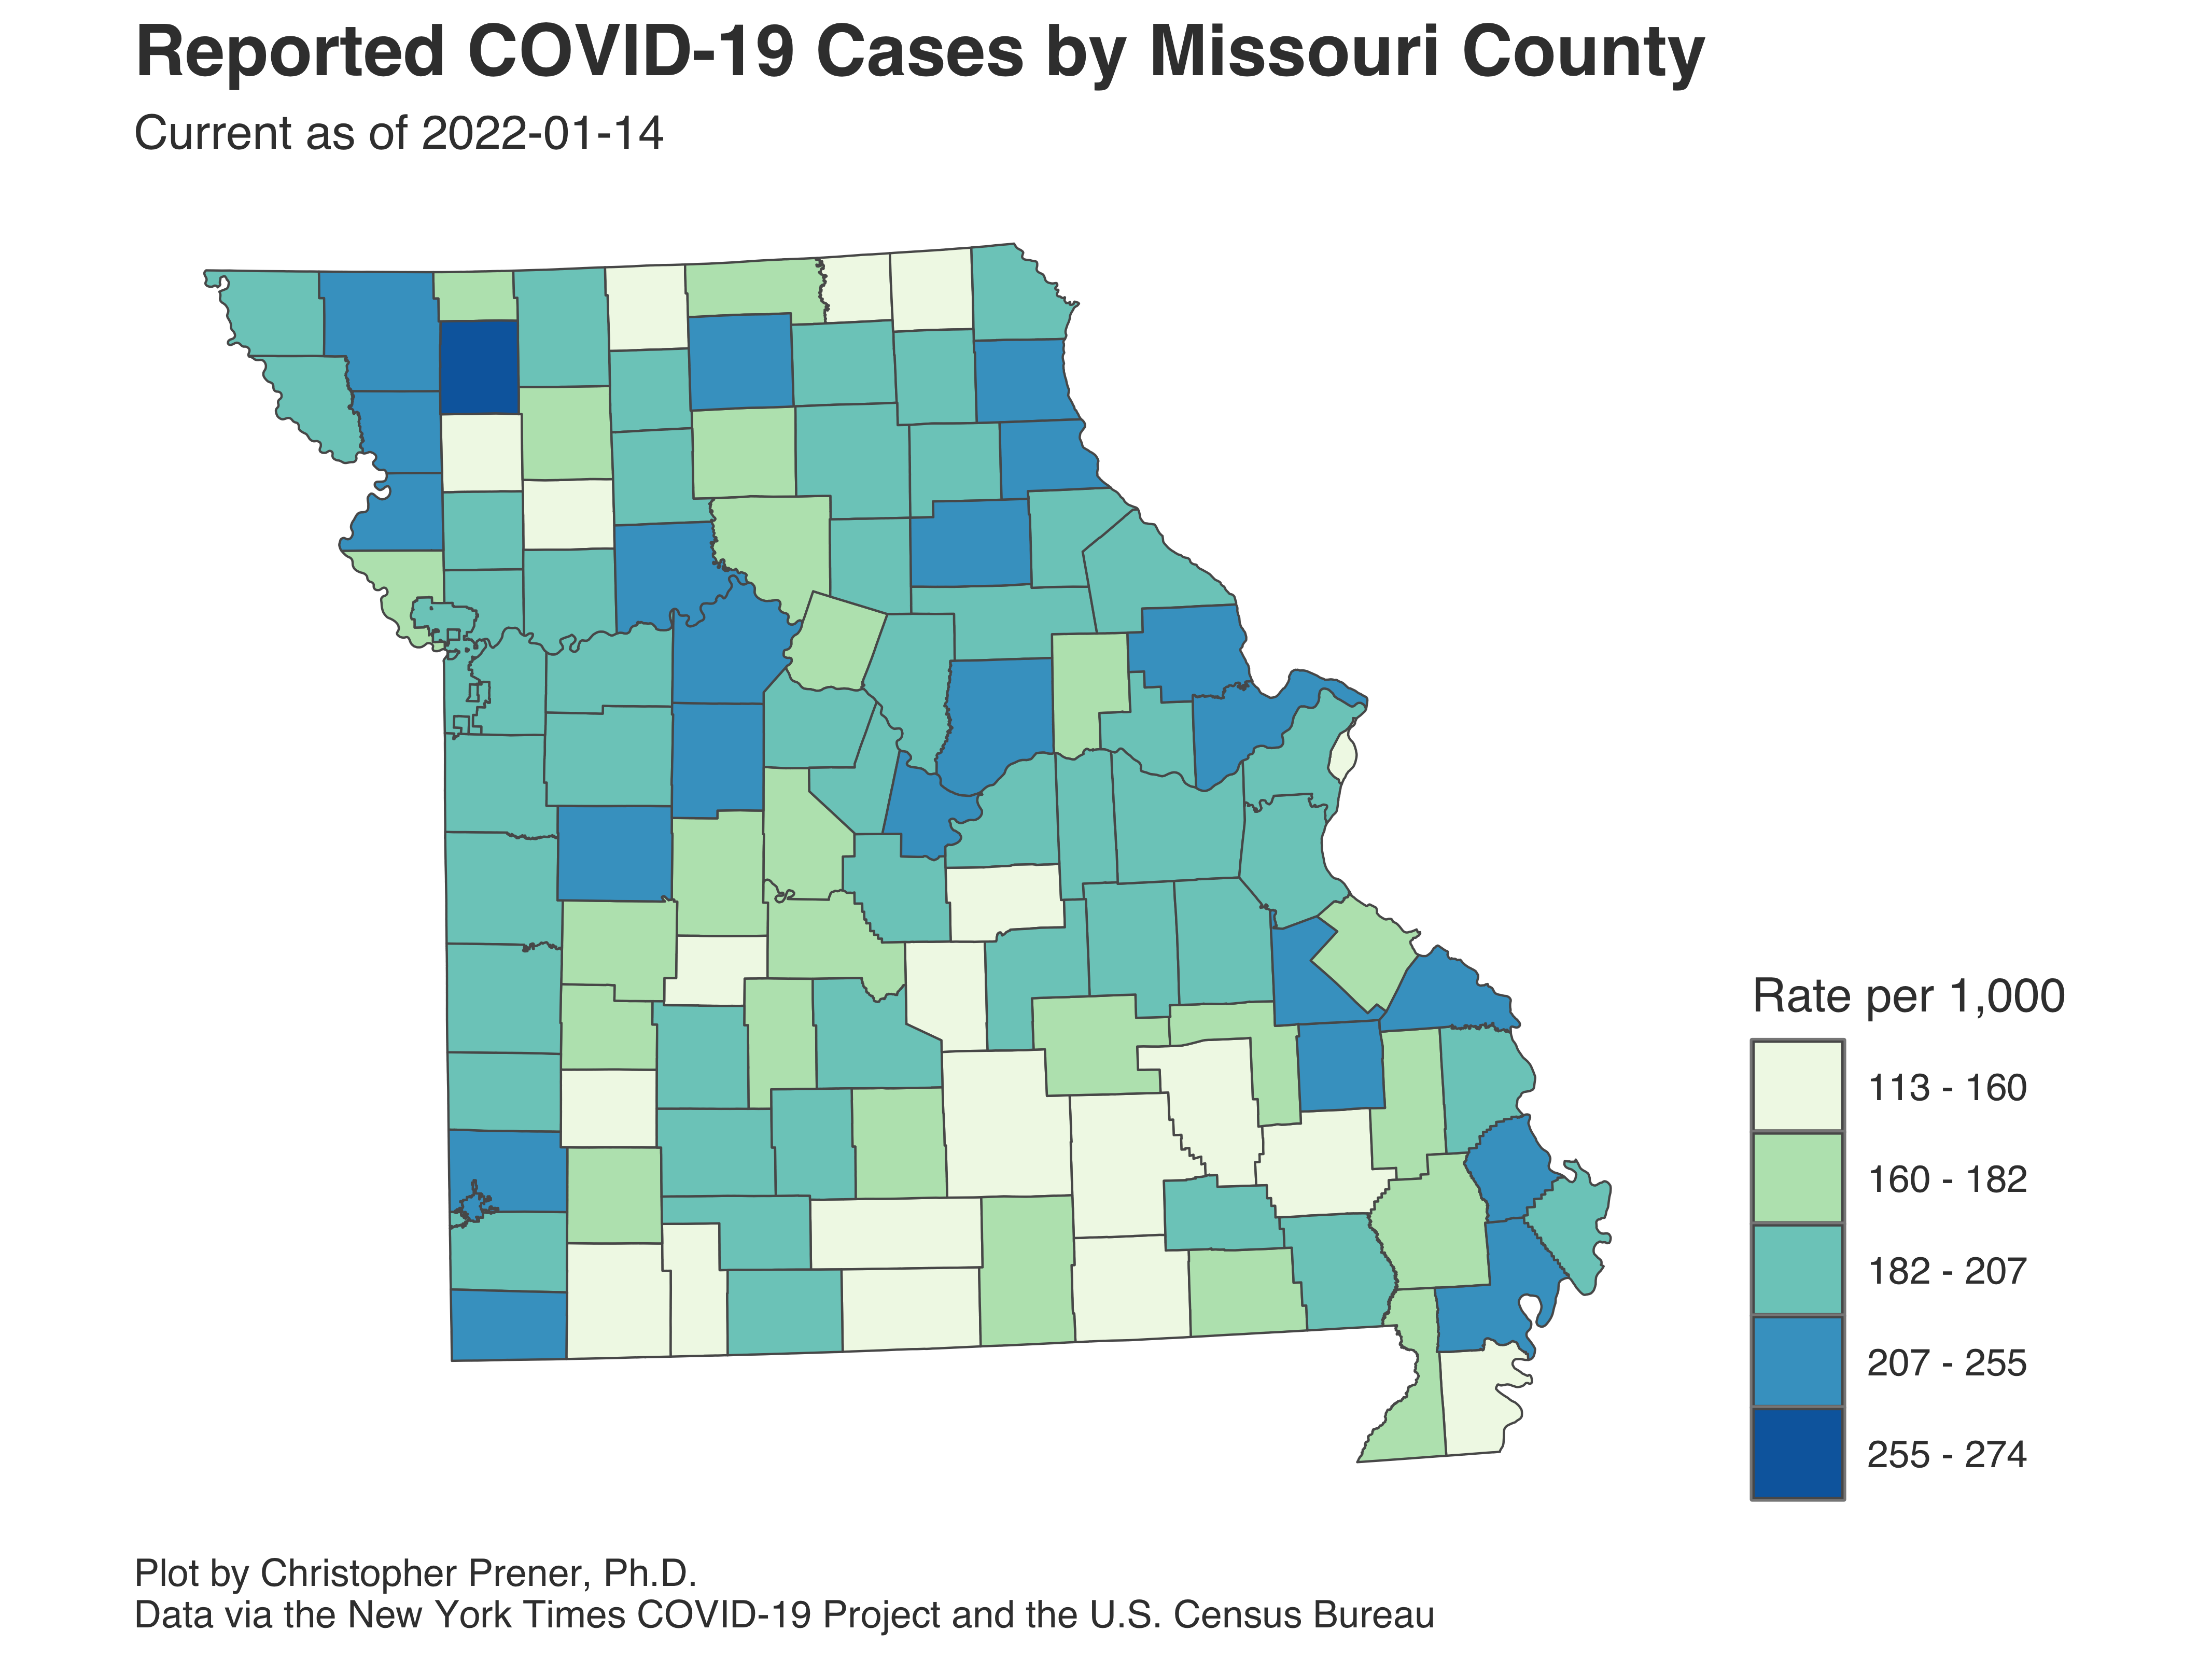 Reported COVID-19 Cases by Missouri County
Current as of 2022-01-14
Rate per 1,000
113 - 160
160 - 182
182 - 207
207 - 255
255 - 274
Plot by Christopher Prener, Ph.D.
Data via the New York Times COVID-19 Project and the U.S. Census Bureau